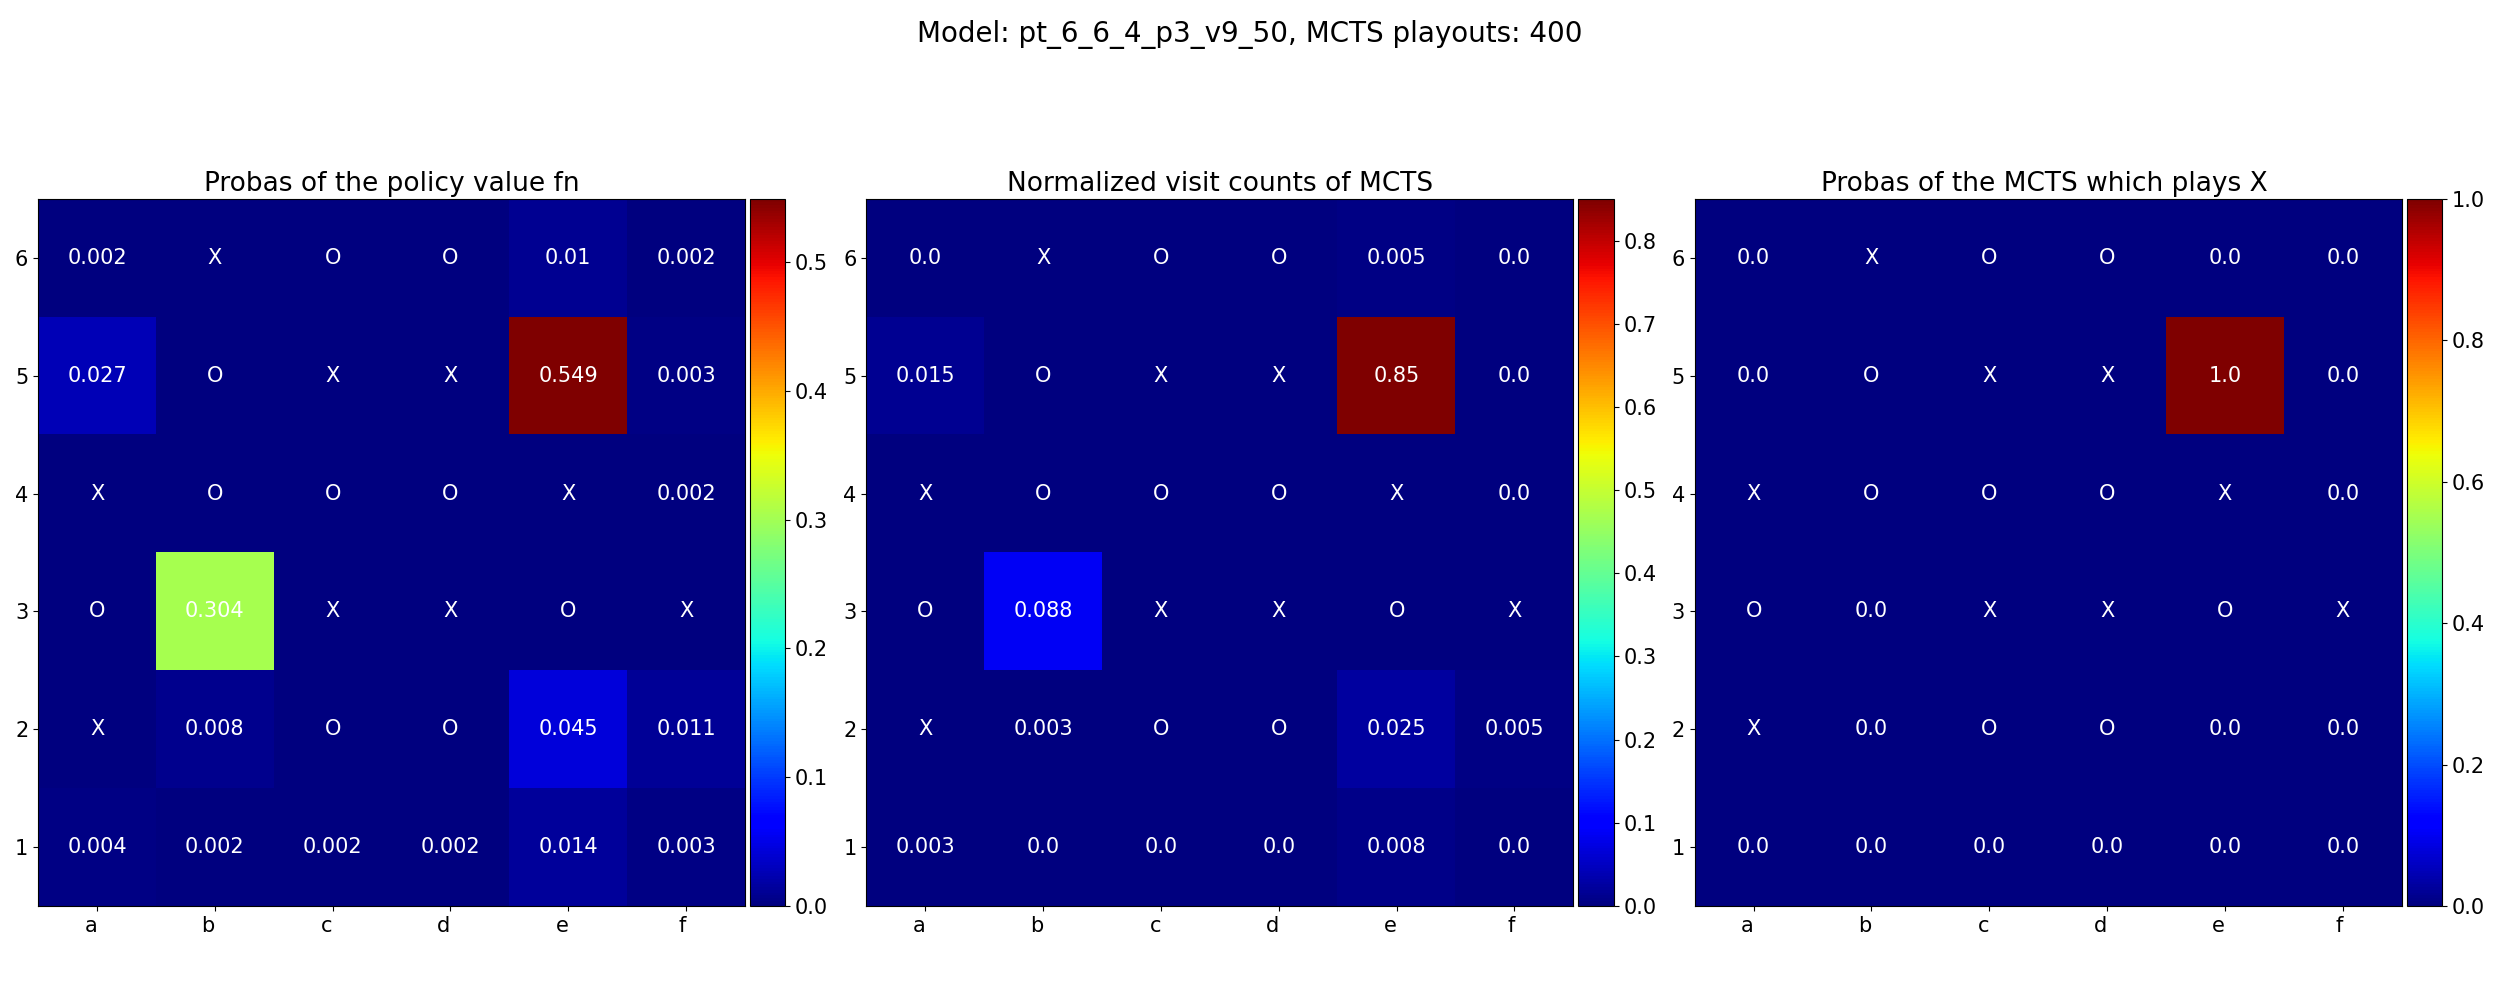 Model: pt_6_6_4_p3_v9_50, MCTS playouts: 400
Probas of the policy value fn
6 0.002 X O O 0.01 0.002
5 0.027 O X X 0.549 0.003
4 X O O O X 0.002
3 O 0.304 X X O X
2 X 0.008 O O 0.045 0.011
1 0.004 0.002 0.002 0.002 0.014 0.003
a b c d e f
0.5
0.4
0.3
0.2
0.1
0.0
Normalized visit counts of MCTS
6 0.0 X O O 0.005 0.0
5 0.015 O X X 0.85 0.0
4 X O O O X 0.0
3 O 0.088 X X O X
2 X 0.003 O O 0.025 0.005
1 0.003 0.0 0.0 0.0 0.008 0.0
a b c d e f
0.8
0.7
0.6
0.5
0.4
0.3
0.2
0.1
0.0
Probas of the MCTS which plays X
6 0.0 X O O 0.0 0.0
5 0.0 O X X 1.0 0.0
4 X O O O X 0.0
3 O 0.0 X X O X
2 X 0.0 O O 0.0 0.0
1 0.0 0.0 0.0 0.0 0.0 0.0
a b c d e f
1.0
0.8
0.6
0.4
0.2
0.0